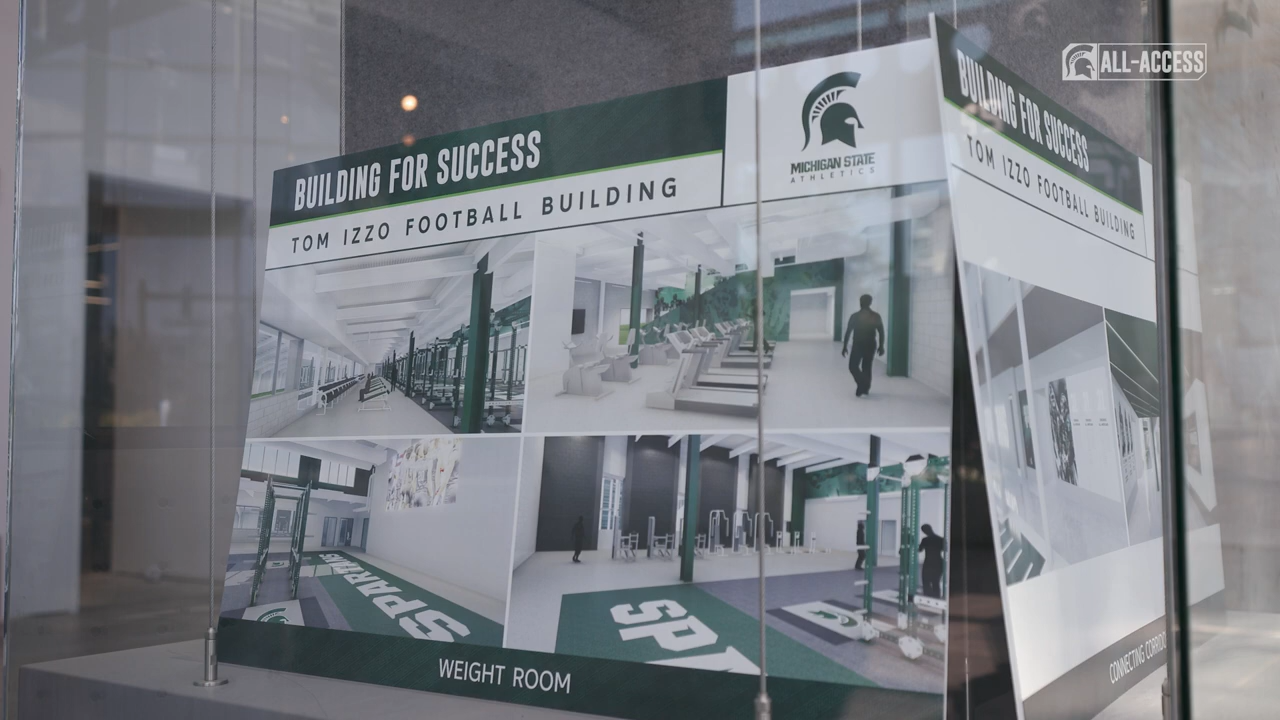 ALL-ACCESS
BUILDING FOR SUCCESS
TOM IZZO FOOTBALL BUILDING
MICHIGAN STATE
ATHLETICS
SPARTANS
SPA
WEIGHT ROOM
BUILDING FOR SUCCESS
TOM IZZO FOOTBALL BUILDING
CONNECTING CORRIDO